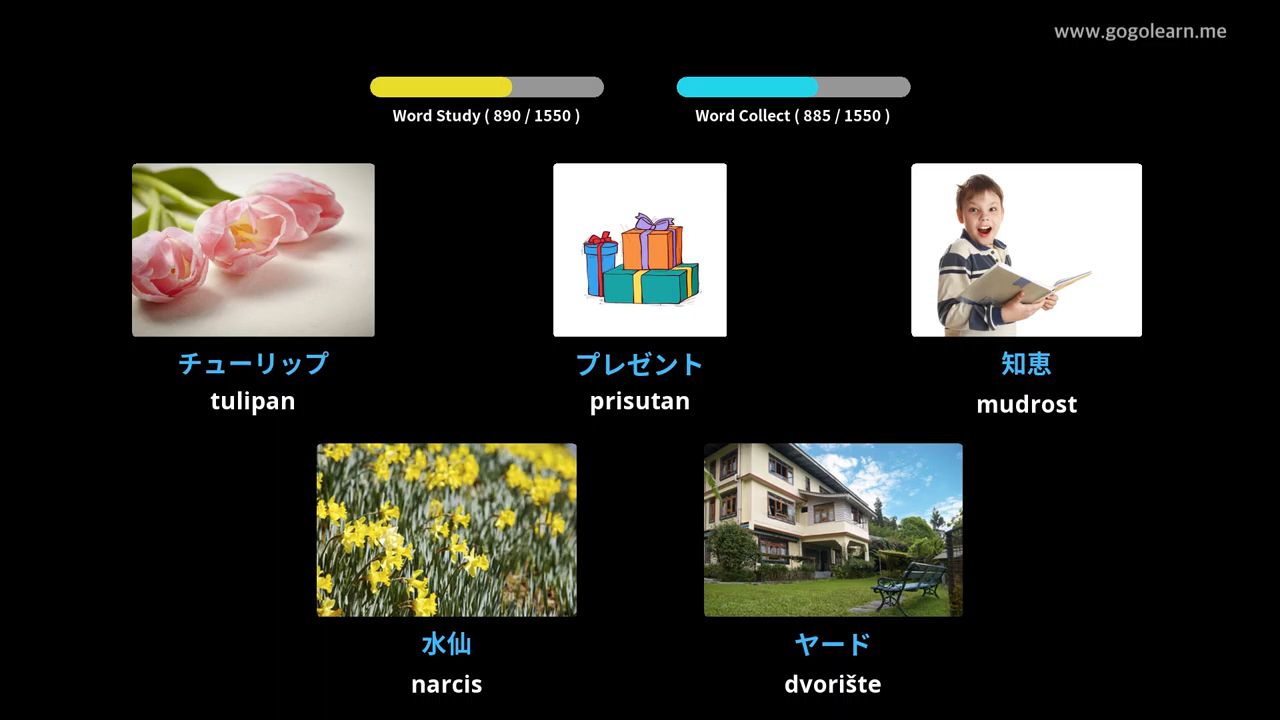 www.gogolearn.me
Word Study ( 890 / 1550 )
Word Collect ( 885 / 1550 )
チューリップ
tulipan
プレゼント
prisutan
知恵
mudrost
水仙
narcis
ヤード
dvorište